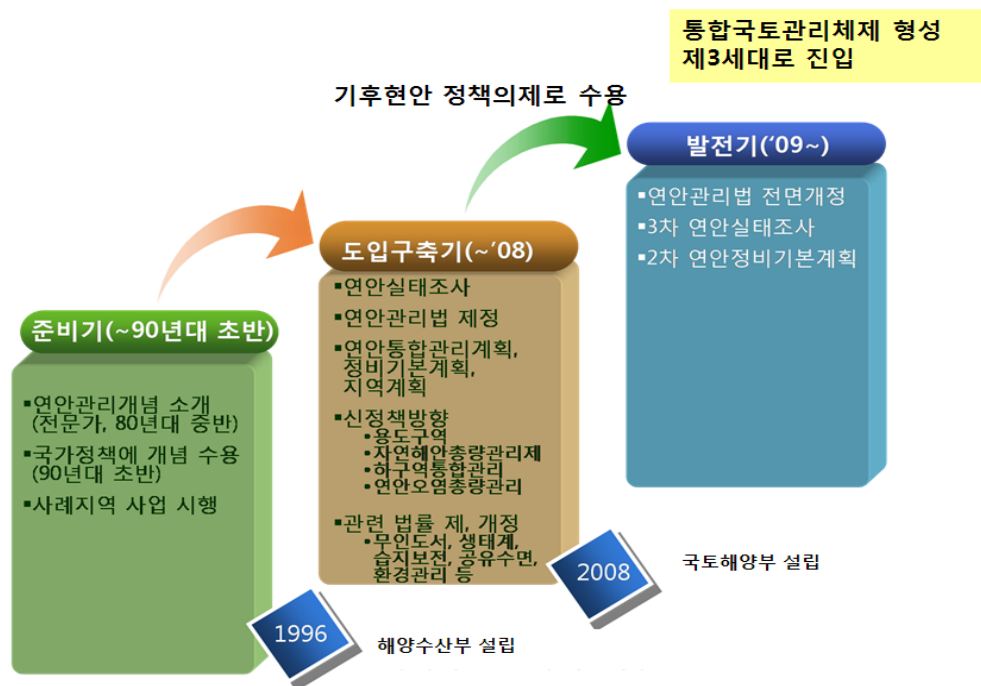 통합국토관리체제 형성
제3세대로 진입
기후현안 정책의제로 수용
발전기(‘09~)
▪연안관리법 전면개정
▪3차 연안실태조사
▪2차 연안정비기본계획
도입구축기(~’08)
▪연안실태조사
▪연안관리법 제정
▪연안통합관리계획,
정비기본계획,
지역계획
▪신정책방향
•용도구역
•자연해안총량관리제
•하구역통합관리
•연안오염총량관리
▪관련 법률 제, 개정
•무인도서, 생태계,
습지보전, 공유수면,
환경관리 등
준비기(~90년대 초반)
▪연안관리개념 소개
(전문가, 80년대 중반)
▪국가정책에 개념 수용
(90년대 초반)
▪사례지역 사업 시행
2008
국토해양부 설립
1996
해양수산부 설립